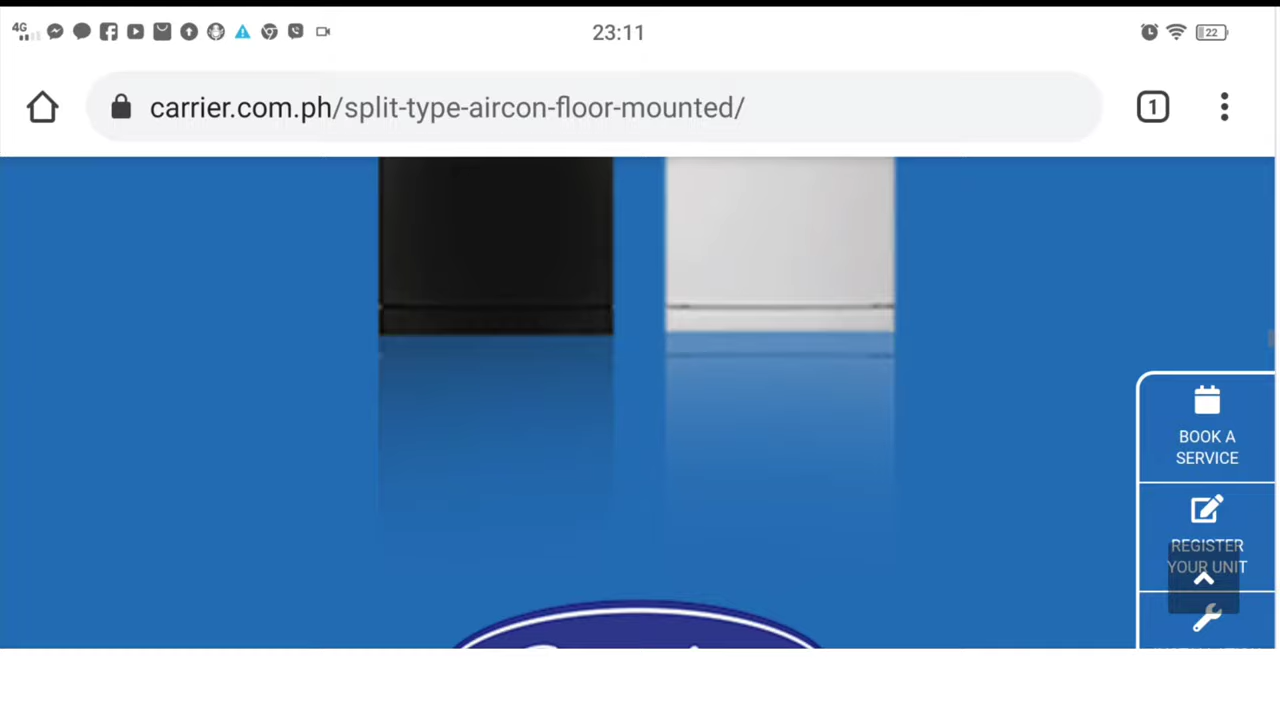 4G
23:11
22
carrier.com.ph/split-type-aircon-floor-mounted/
1
BOOK A
SERVICE
REGISTER
YOUR UNIT